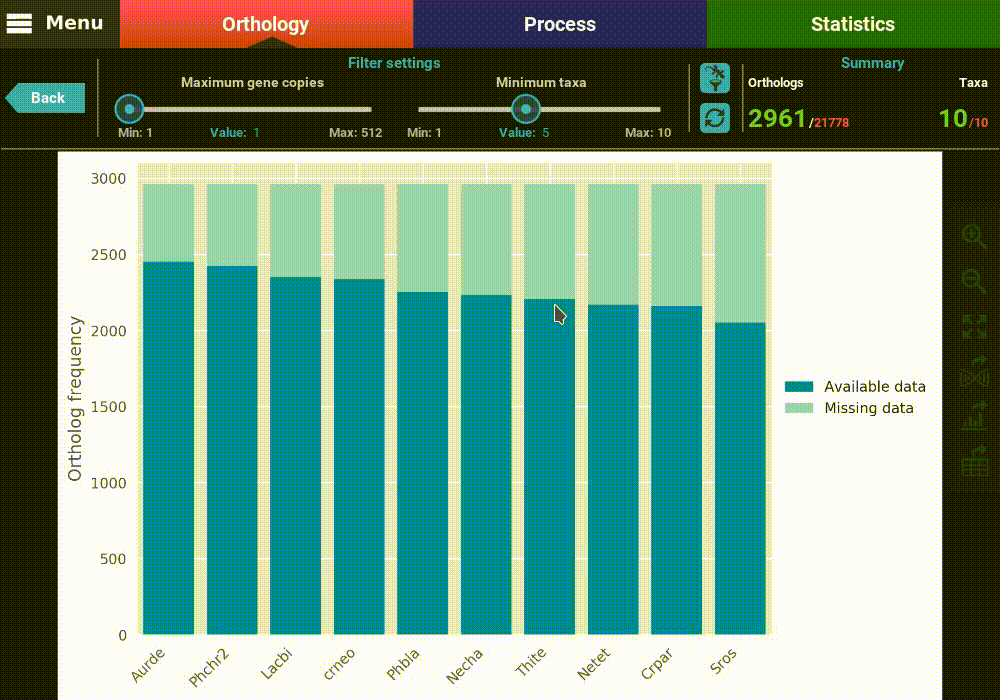 Menu
Orthology
Process
Statistics
Filter settings
Summary
Back
Maximum gene copies
Minimum taxa
Orthologs
Taxa
Min: 1
Value: 1
Max: 512
Min: 1
Value: 5
Max: 10
2961/21778
10/10
3000
2500
2000
1500
1000
500
0
Ortholog frequency
Available data
Missing data
Aurde
Phchr2
Lacbi
crneo
Phbla
Necha
Thite
Netet
Crpar
Sros